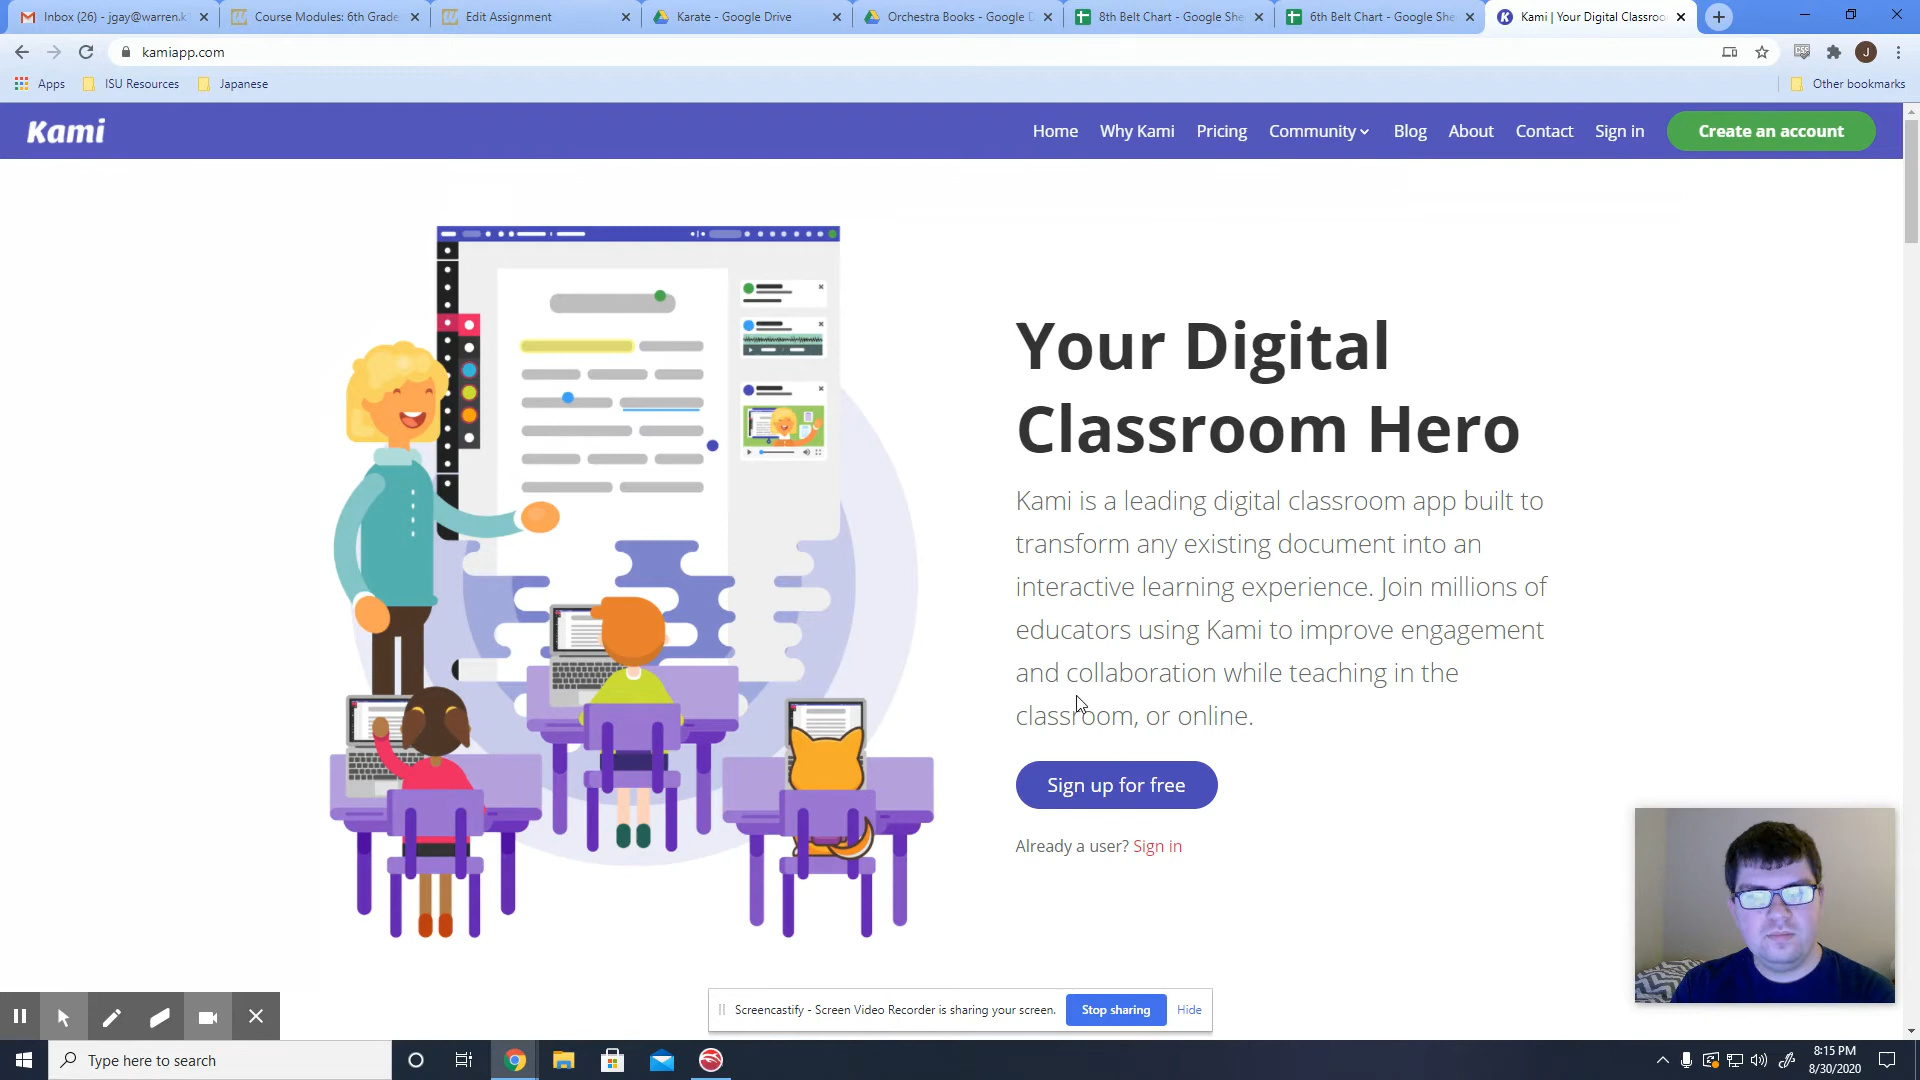 Inbox (26) - jgay@warren.k
Course Modules: 6th Grade
Edit Assignment
Karate - Google Drive
Orchestra Books - Google D
8th Belt Chart - Google She
6th Belt Chart - Google She
Kami | Your Digital Classroo
kamiapp.com
J
Apps
ISU Resources
Japanese
Other bookmarks
Kami
Home
Why Kami
Pricing
Community
Blog
About
Contact
Sign in
Create an account
Your Digital
Classroom Hero
Kami is a leading digital classroom app built to
transform any existing document into an
interactive learning experience. Join millions of
educators using Kami to improve engagement
and collaboration while teaching in the
classroom, or online.
Sign up for free
Already a user? Sign in
Screencastify - Screen Video Recorder is sharing your screen.
Stop sharing
Hide
Type here to search
8:15 PM
8/30/2020